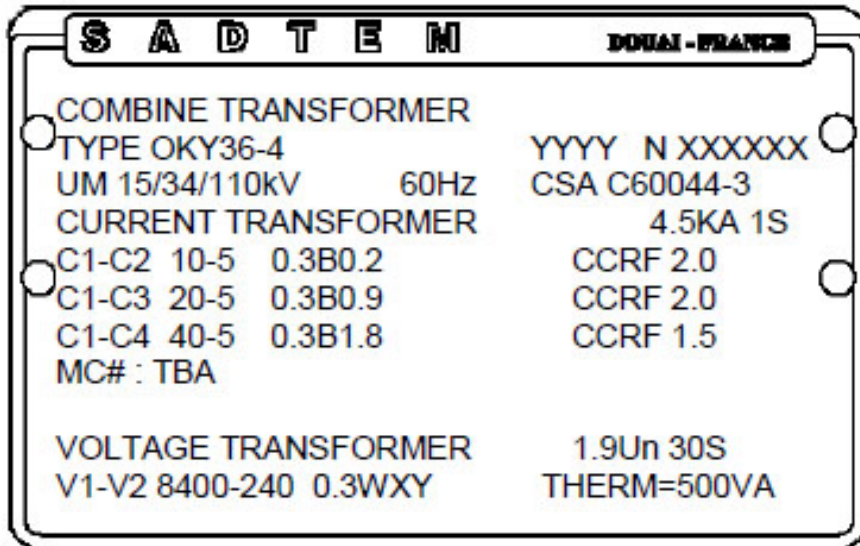 SADTEM DOUAI - FRANCE
COMBINE TRANSFORMER
TYPE OKY36-4 YYYY N XXXXXX
UM 15/34/110kV 60Hz CSA C60044-3
CURRENT TRANSFORMER 4.5KA 1S
C1-C2 10-5 0.3B0.2 CCRF 2.0
C1-C3 20-5 0.3B0.9 CCRF 2.0
C1-C4 40-5 0.3B1.8 CCRF 1.5
MC# : TBA
VOLTAGE TRANSFORMER 1.9Un 30S
V1-V2 8400-240 0.3WXY THERM=500VA